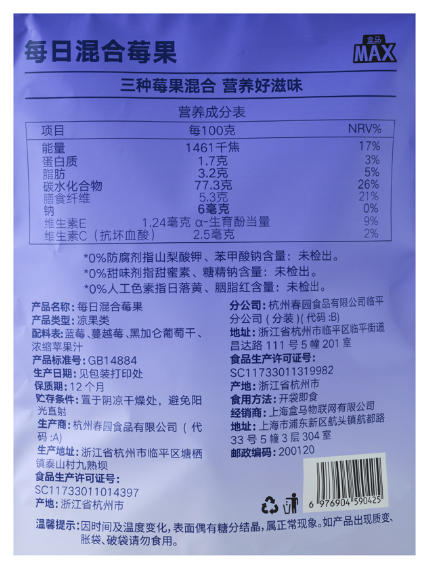 每日混合莓果
盒马
MAX
三种莓果混合 营养好滋味
营养成分表
项目 每100克 NRV%
能量 1461千焦 17%
蛋白质 1.7克 3%
脂肪 3.2克 5%
碳水化合物 77.3克 26%
膳食纤维 5.3克 21%
钠 6毫克 0%
维生素E 1.24毫克 α-生育酚当量 9%
维生素C（抗坏血酸） 2.5毫克 2%
*0%防腐剂指山梨酸钾、苯甲酸钠含量：未检出。
*0%甜味剂指甜蜜素、糖精钠含量：未检出。
*0%人工色素指日落黄、胭脂红含量：未检出。
产品名称: 每日混合莓果
产品类型: 凉果类
配料表: 蓝莓、蔓越莓、黑加仑葡萄干、
浓缩苹果汁
产品标准号: GB14884
生产日期: 见包装打印处
保质期: 12个月
贮存条件: 置于阴凉干燥处，避免阳
光直射
生产商: 杭州春园食品有限公司（代
码:A)
生产地址: 浙江省杭州市临平区塘栖
镇泰山村九熟坝
食品生产许可证号:
SC11733011014397
产地: 浙江省杭州市
分公司: 杭州春园食品有限公司临平
分公司（分装）(代码:B)
地址: 浙江省杭州市临平区临平街道
昌达路 111 号 5 幢 201 室
食品生产许可证号:
SC11733011319982
产地: 浙江省杭州市
食用方法: 开袋即食
经销商: 上海盒马物联网有限公司
地址: 上海市浦东新区航头镇航都路
33 号 5 幢 3 层 304 室
邮政编码: 200120
6 976904 590425
温馨提示: 因时间及温度变化，表面偶有糖分结晶，属正常现象。如产品出现质变、
胀袋、破袋请勿食用。